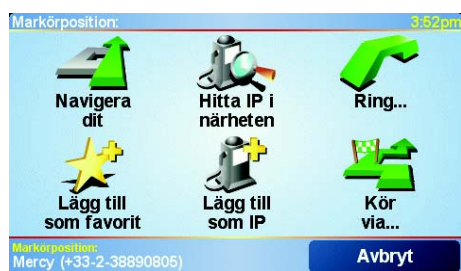 Markörposition:
3:52pm
Navigera
dit
Hitta IP i
närheten
Ring...
Lägg till
som favorit
Lägg till
som IP
Kör
via...
Markörposition:
Mercy (+33-2-38890805)
Avbryt